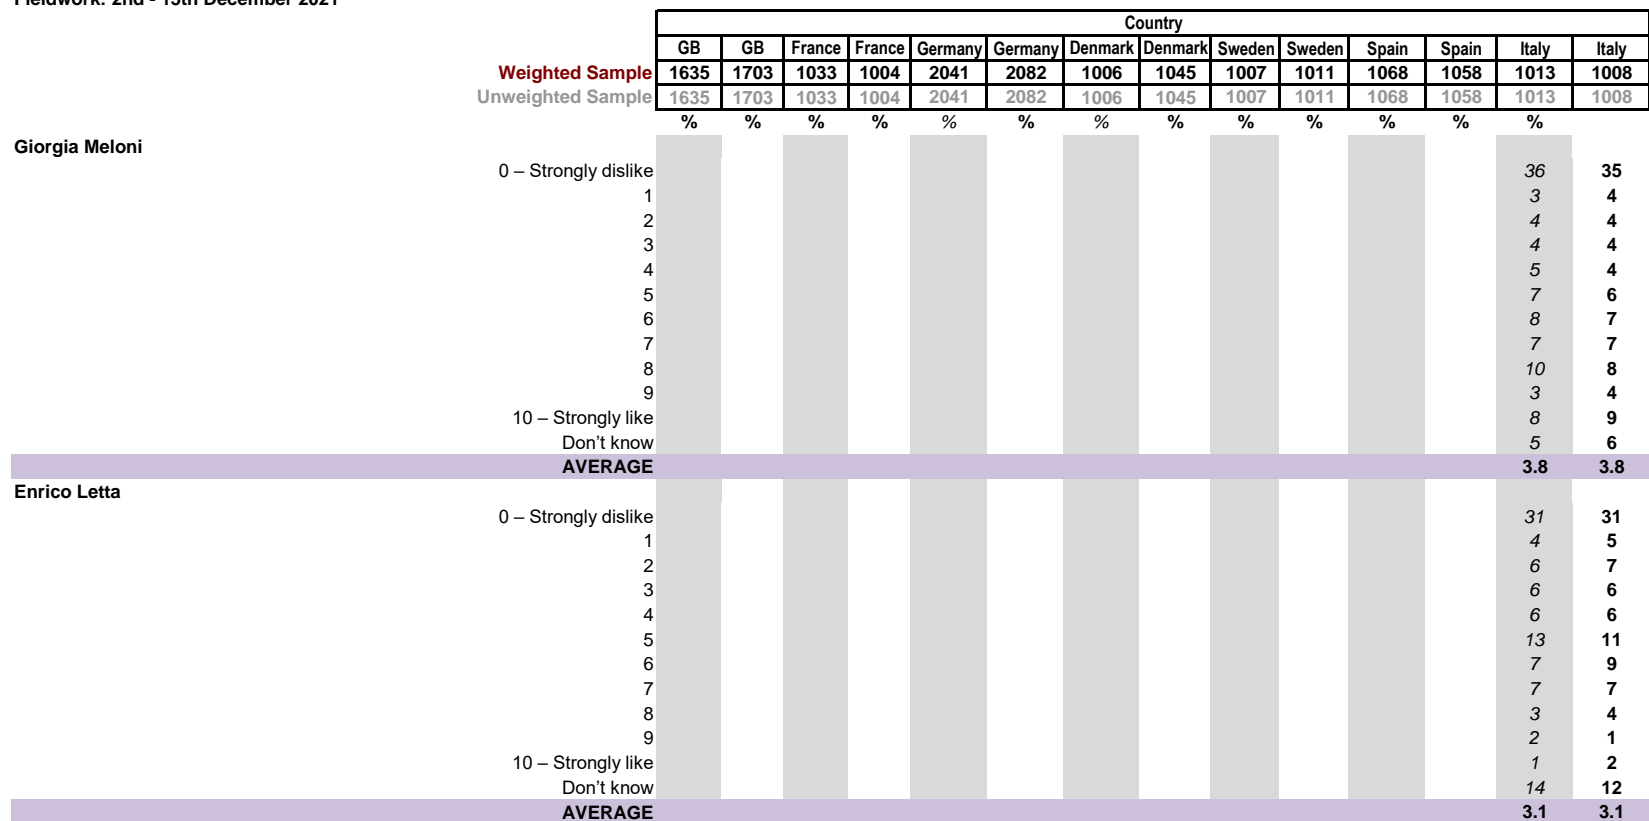 Fieldwork: 2nd - 15th December 2021
Country
GB GB France France Germany Germany Denmark Denmark Sweden Sweden Spain Spain Italy Italy
Weighted Sample 1635 1703 1033 1004 2041 2082 1006 1045 1007 1011 1068 1058 1013 1008
Unweighted Sample 1635 1703 1033 1004 2041 2082 1006 1045 1007 1011 1068 1058 1013 1008
% % % % % % % % % % % % %
Giorgia Meloni
0 – Strongly dislike 36 35
1 3 4
2 4 4
3 4 4
4 5 4
5 7 6
6 8 7
7 7 7
8 10 8
9 3 4
10 – Strongly like 8 9
Don't know 5 6
AVERAGE 3.8 3.8
Enrico Letta
0 – Strongly dislike 31 31
1 4 5
2 6 7
3 6 6
4 6 6
5 13 11
6 7 9
7 7 7
8 3 4
9 2 1
10 – Strongly like 1 2
Don't know 14 12
AVERAGE 3.1 3.1